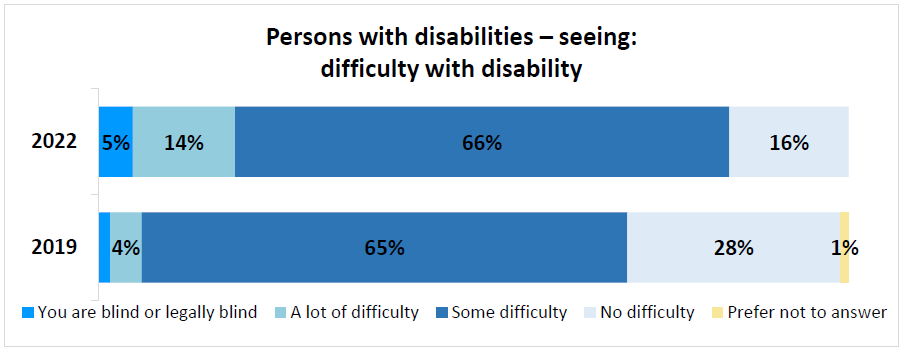 Persons with disabilities – seeing:
difficulty with disability
2022 5% 14% 66% 16%
2019 4% 65% 28% 1%
You are blind or legally blind A lot of difficulty Some difficulty No difficulty Prefer not to answer